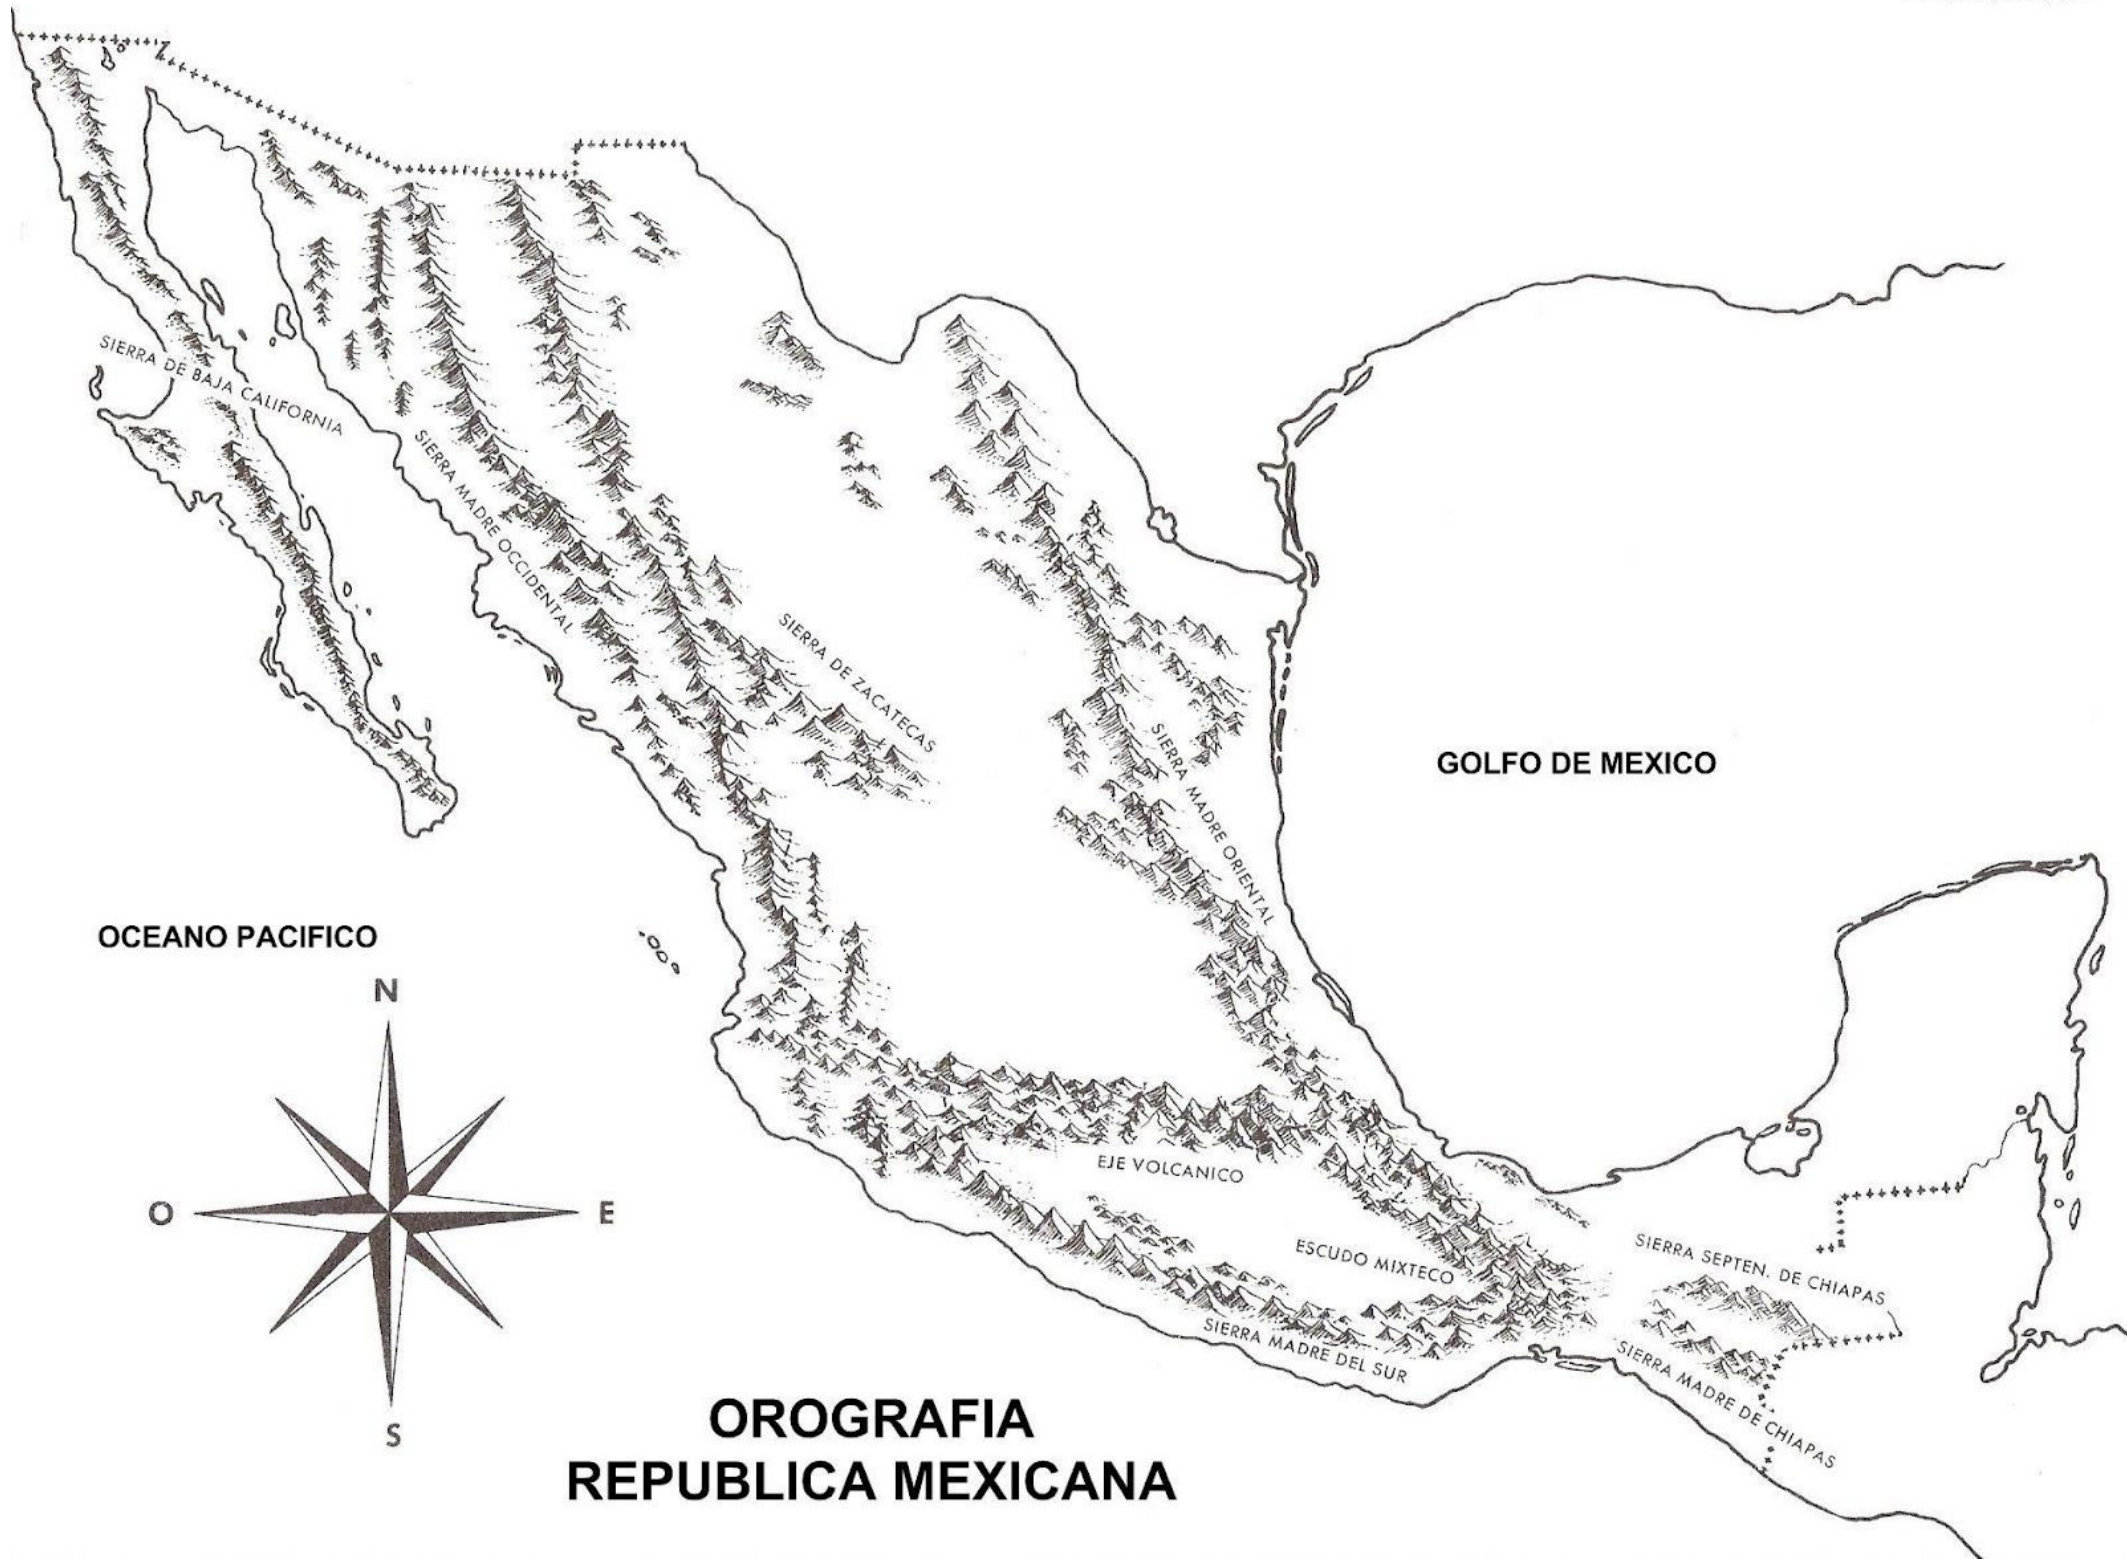 SIERRA DE BAJA CALIFORNIA
SIERRA MADRE OCCIDENTAL
SIERRA DE ZACATECAS
SIERRA MADRE ORIENTAL
GOLFO DE MEXICO
OCEANO PACIFICO
N
O
E
S
EJE VOLCANICO
ESCUDO MIXTECO
SIERRA SEPTEN. DE CHIAPAS
SIERRA MADRE DEL SUR
SIERRA MADRE DE CHIAPAS
OROGRAFIA
REPUBLICA MEXICANA